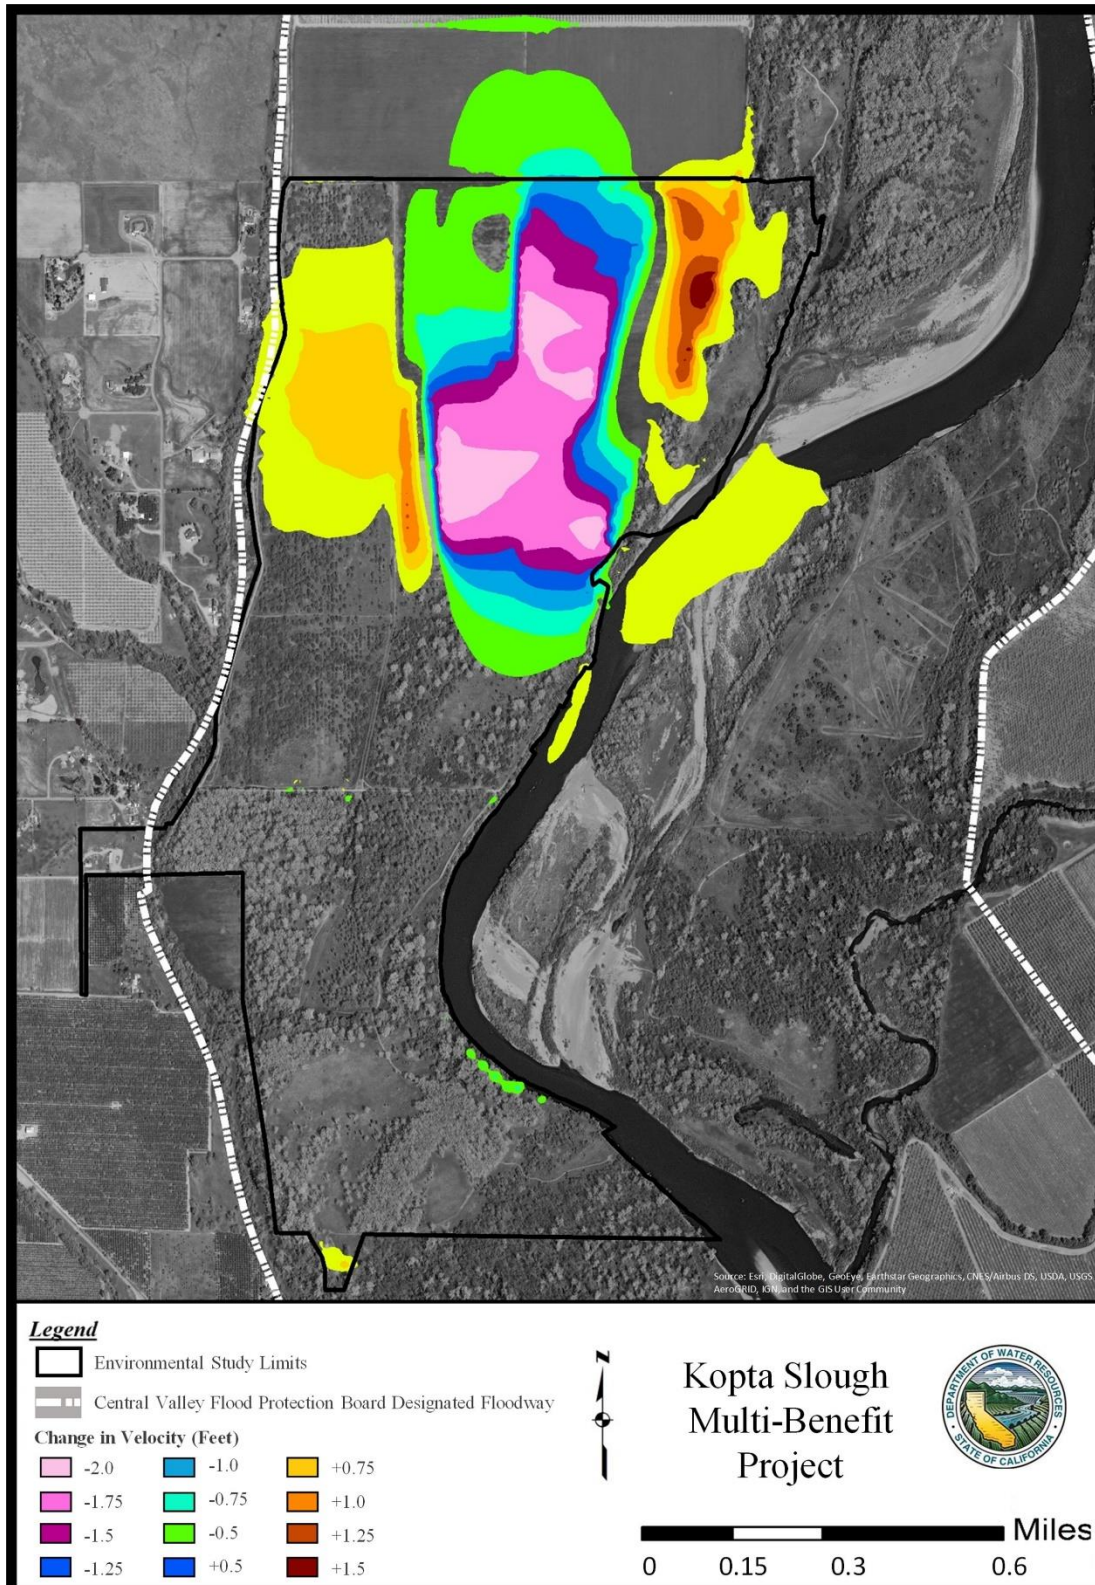 Source: Esri, DigitalGlobe, GeoEye, Earthstar Geographics, CNES/Airbus DS, USDA, USGS,
AeroGRID, IGN, and the GIS User Community
Legend
Environmental Study Limits
Central Valley Flood Protection Board Designated Floodway
Change in Velocity (Feet)
-2.0
-1.75
-1.5
-1.25
-1.0
-0.75
-0.5
+0.5
+0.75
+1.0
+1.25
+1.5
N
Kopta Slough
Multi-Benefit
Project
DEPARTMENT OF WATER RESOURCES
STATE OF CALIFORNIA
Miles
0 0.15 0.3 0.6